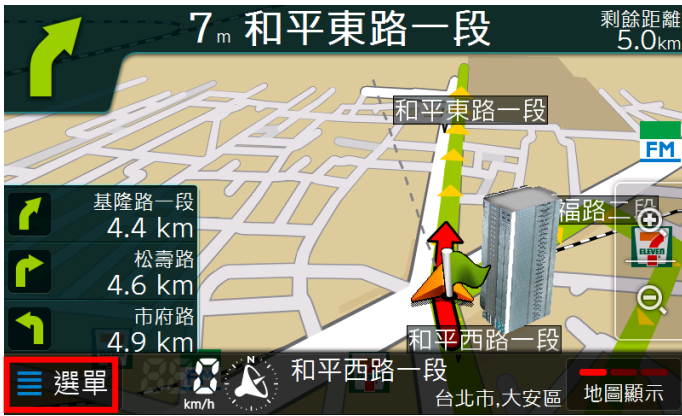 7m 和平東路一段
剩餘距離
5.0km
和平東路一段
FM
基隆路一段
4.4 km
福路二段
松壽路
4.6 km
ELEVEN
市府路
4.9 km
和平西路一段
選單
0
km/h
N
和平西路一段
台北市,大安區
地圖顯示